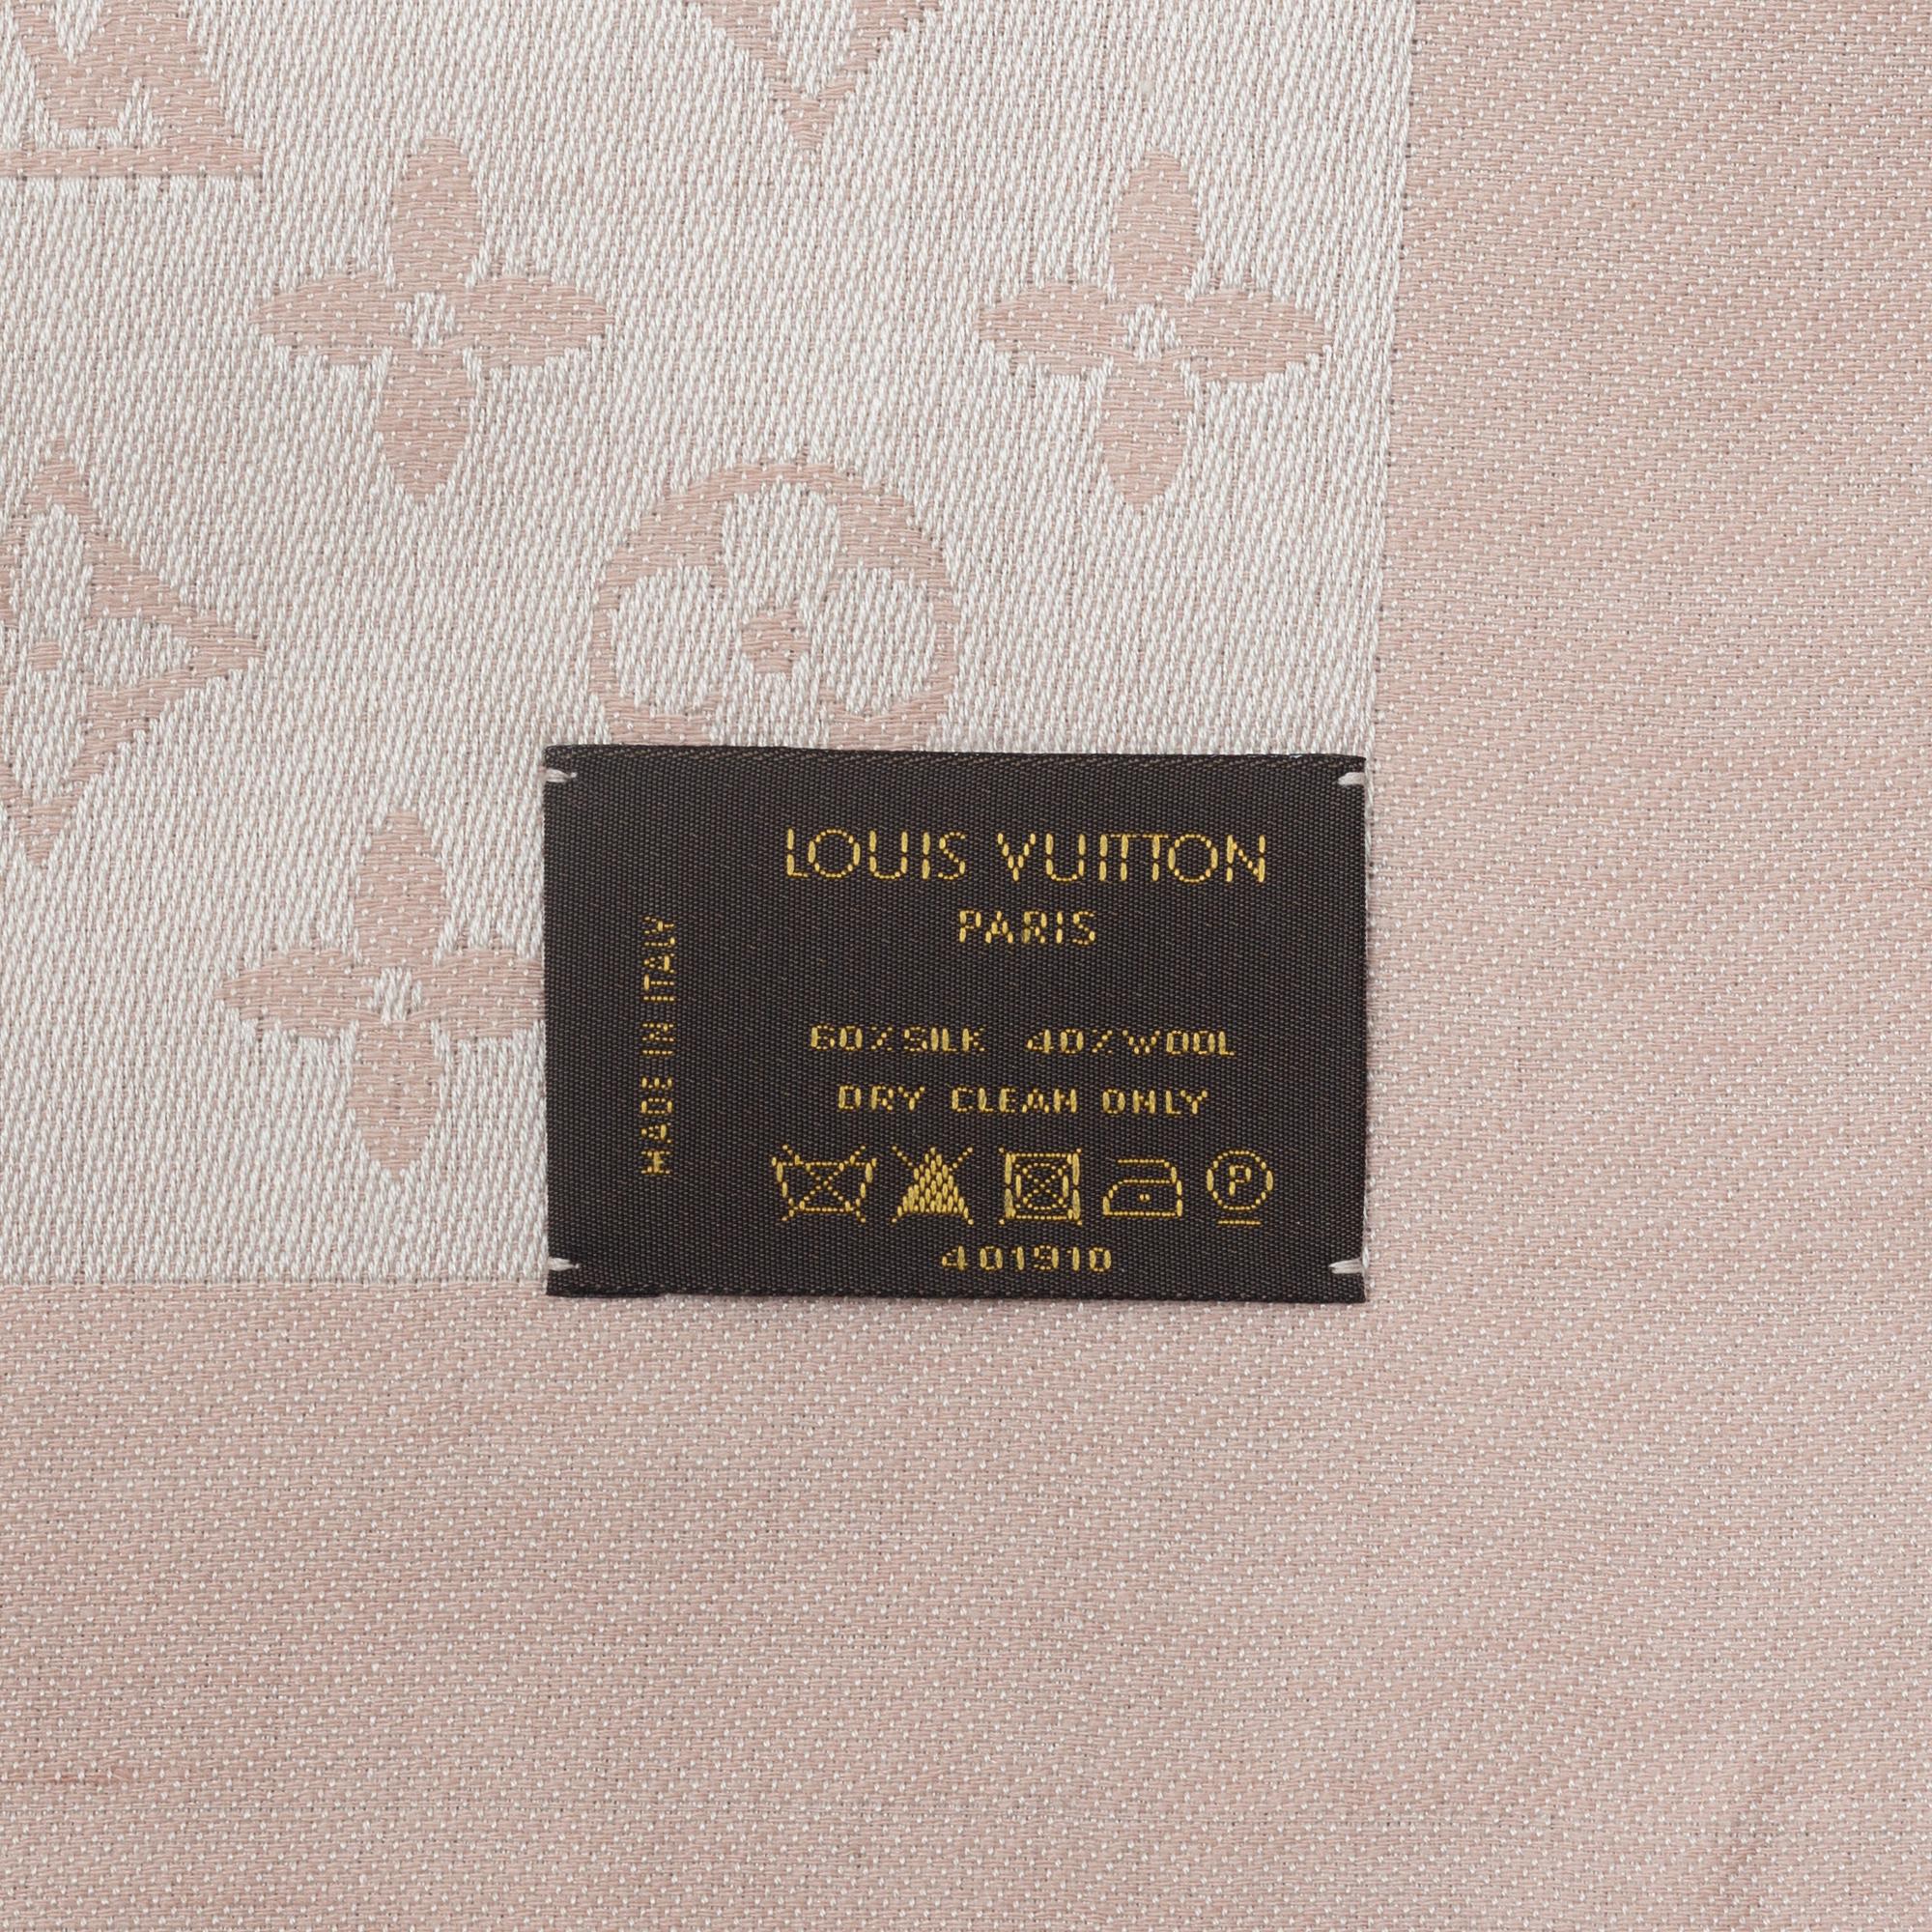 LOUIS VUITTON
PARIS
MADE IN ITALY
60% SILK 40% WOOL
DRY CLEAN ONLY
P
401910